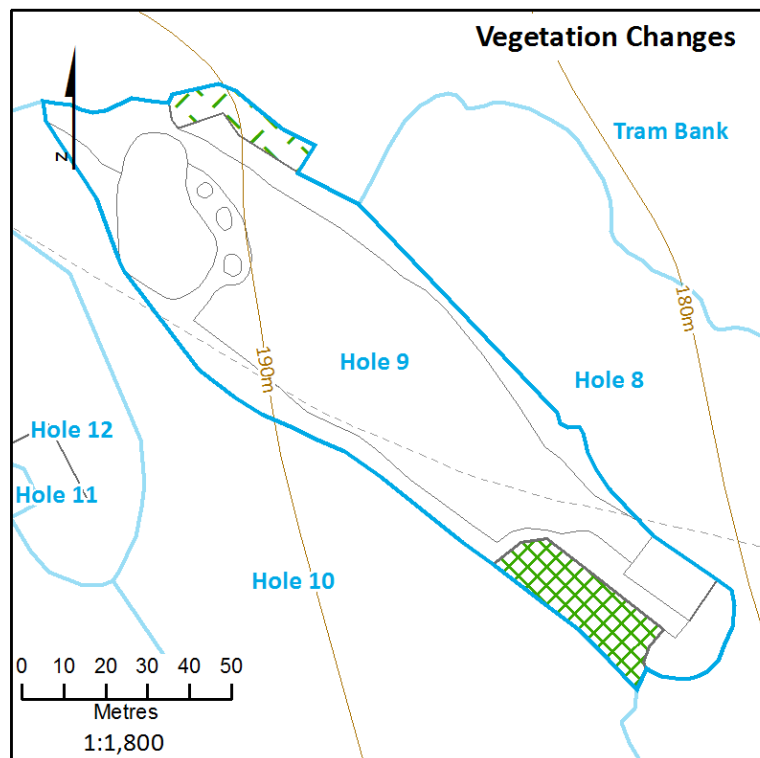 Vegetation Changes
Tram Bank
N
180m
190m
Hole 9
Hole 8
Hole 12
Hole 11
Hole 10
0 10 20 30 40 50
Metres
1:1,800